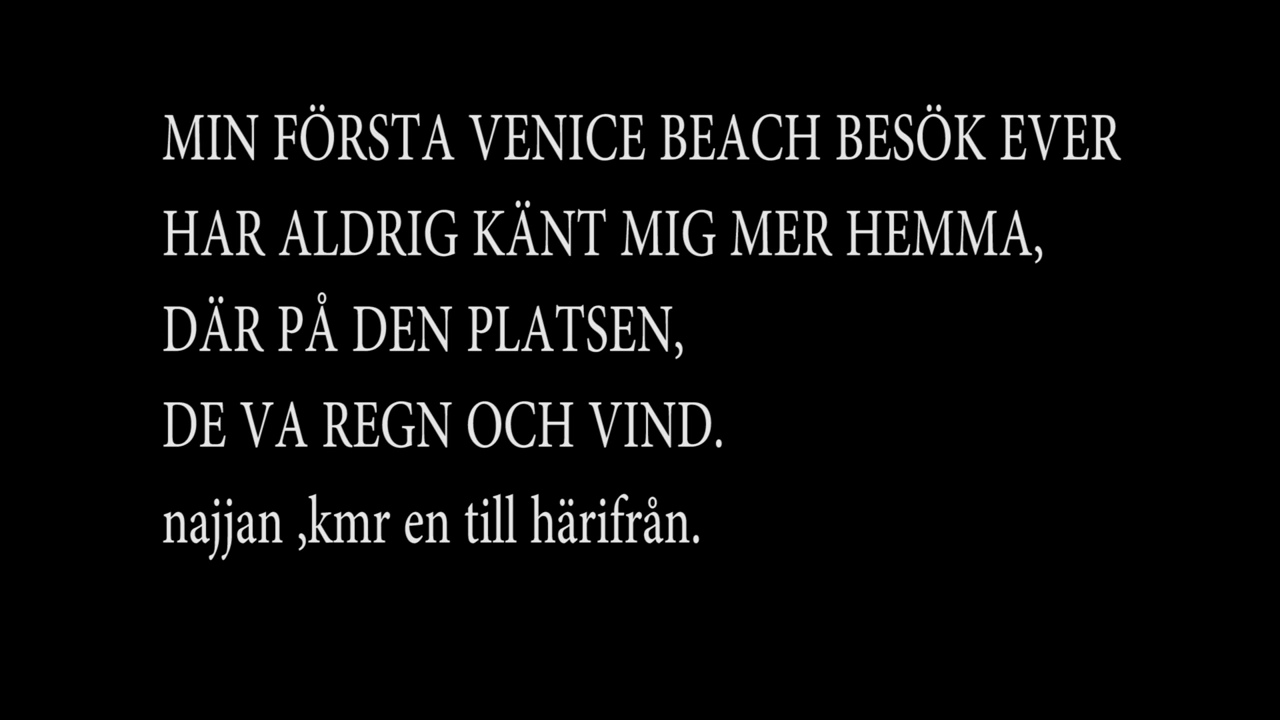 MIN FÖRSTA VENICE BEACH BESÖK EVER
HAR ALDRIG KÄNT MIG MER HEMMA,
DÄR PÅ DEN PLATSEN,
DE VA REGN OCH VIND.
najjan ,kmr en till härifrån.